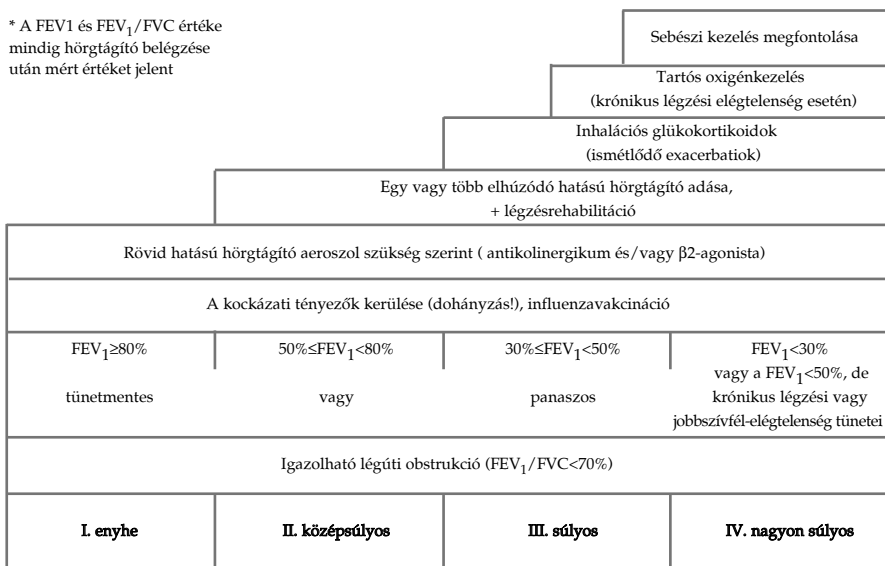 * A FEV1 és FEV1/FVC értéke
mindig hörgtágító belégzése
után mért értéket jelent
Sebészi kezelés megfontolása
Tartós oxigénkezelés
(krónikus légzési elégtelenség esetén)
Inhalációs glükokortikoidok
(ismétlődő exacerbatiok)
Egy vagy több elhúzódó hatású hörgtágító adása,
+ légzésrehabilitáció
Rövid hatású hörgtágító aeroszol szükség szerint ( antikolinergikum és/vagy β2-agonista)
A kockázati tényezők kerülése (dohányzás!), influenzavakcináció
FEV1≥80%
50%≤FEV1<80%
30%≤FEV1<50%
FEV1<30%
vagy a FEV1<50%, de
tünetmentes
vagy
panaszos
krónikus légzési vagy
jobbszívfél-elégtelenség tünetei
Igazolható légúti obstrukció (FEV1/FVC<70%)
I. enyhe
II. középsúlyos
III. súlyos
IV. nagyon súlyos